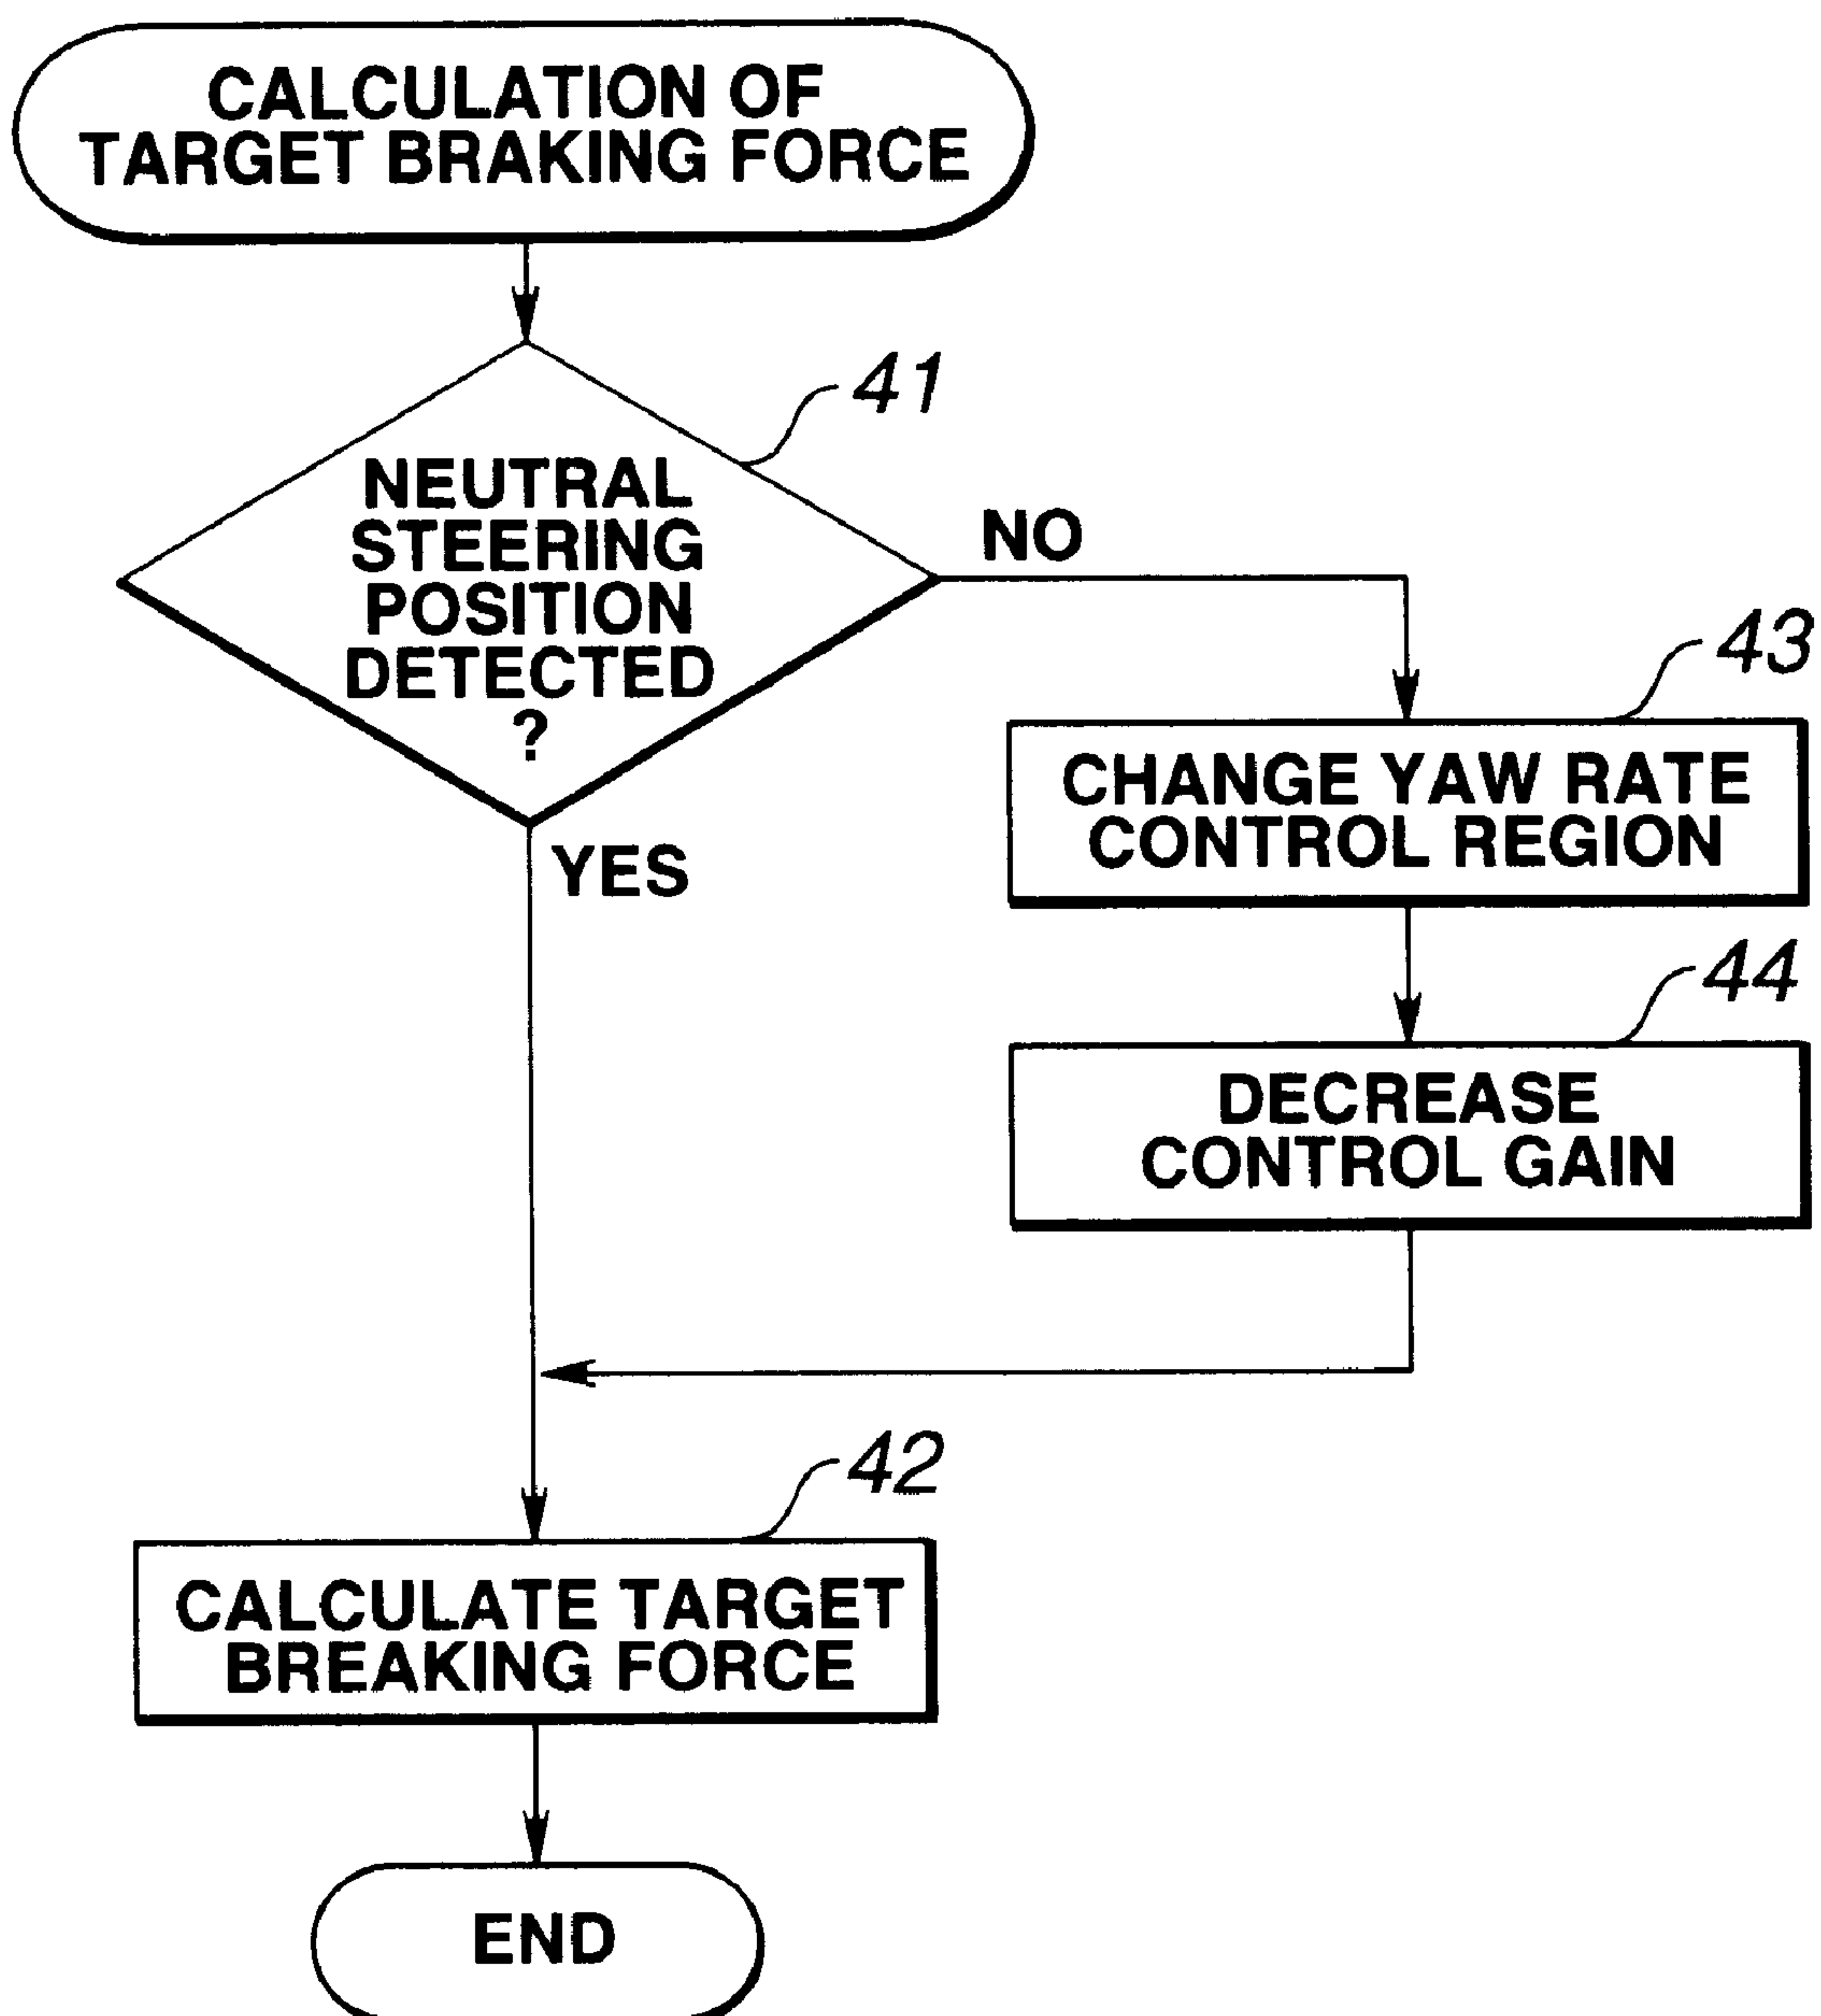 CALCULATION OF
TARGET BRAKING FORCE
41
NEUTRAL
STEERING
POSITION
DETECTED
?
NO
YES
43
CHANGE YAW RATE
CONTROL REGION
44
DECREASE
CONTROL GAIN
42
CALCULATE TARGET
BREAKING FORCE
END